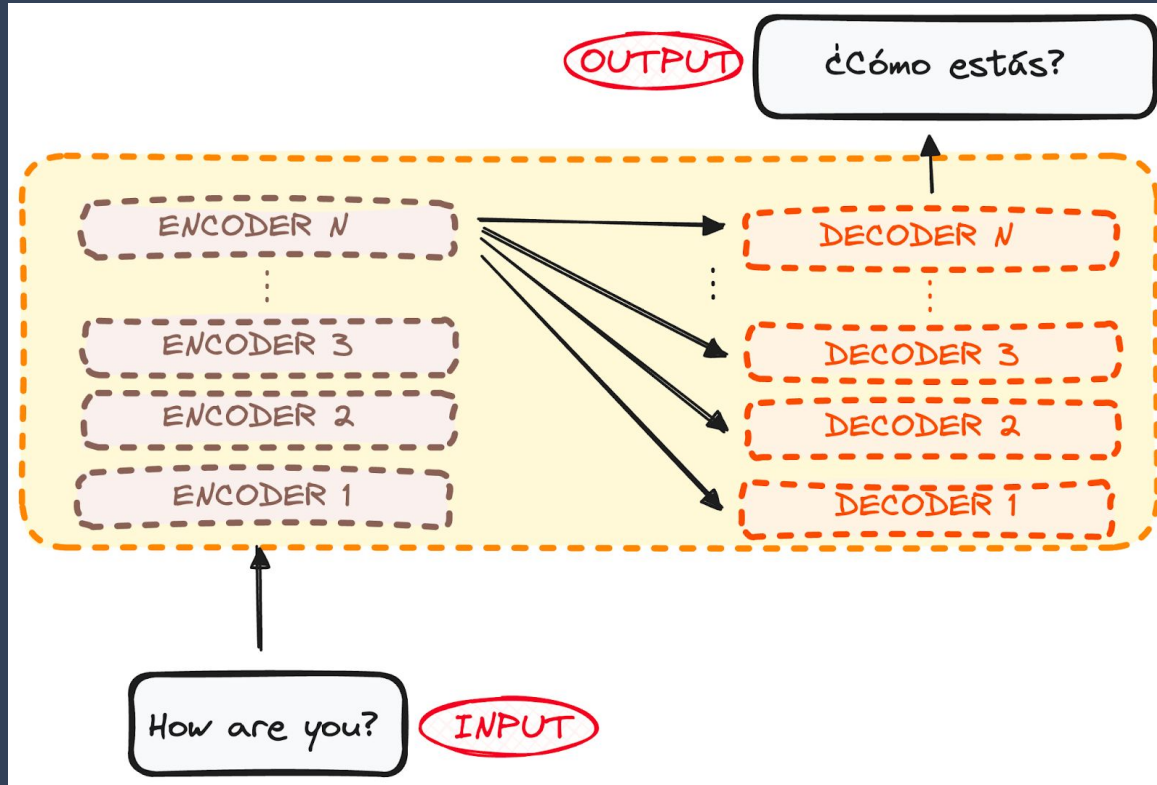 OUTPUT
¿Cómo estás?
ENCODER N
ENCODER 3
ENCODER 2
ENCODER 1
DECODER N
DECODER 3
DECODER 2
DECODER 1
How are you?
INPUT